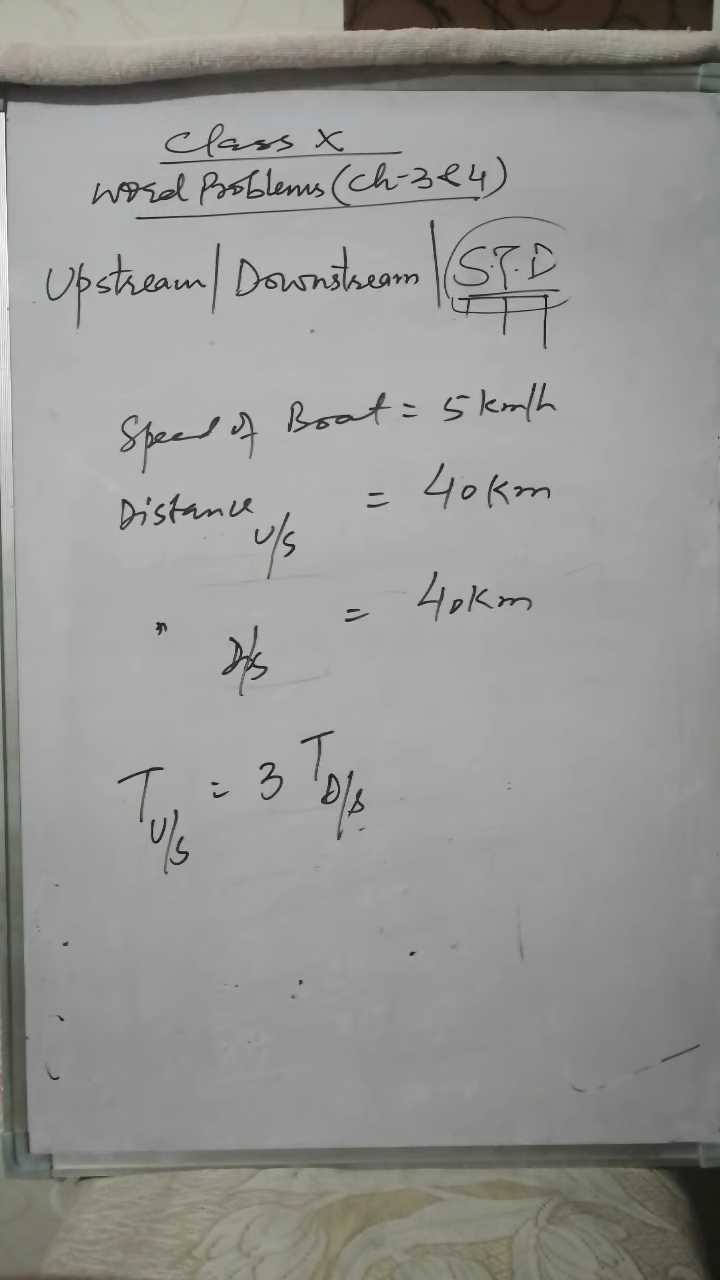 Class X
Word Problems (Ch-3 & 4)
Upstream / Downstream | S.T.D
Speed of Boat = 5 km/h
Distance U/S = 40 Km
" D/S = 40 Km
T U/S = 3 T D/S